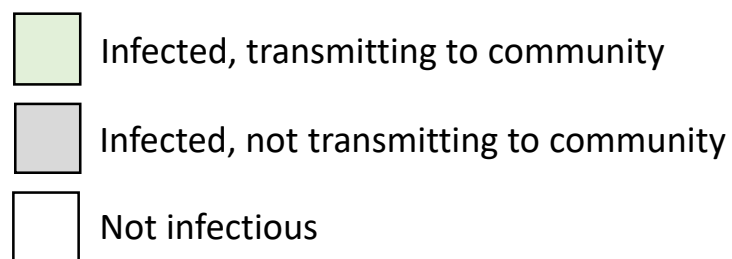 Infected, transmitting to community
Infected, not transmitting to community
Not infectious